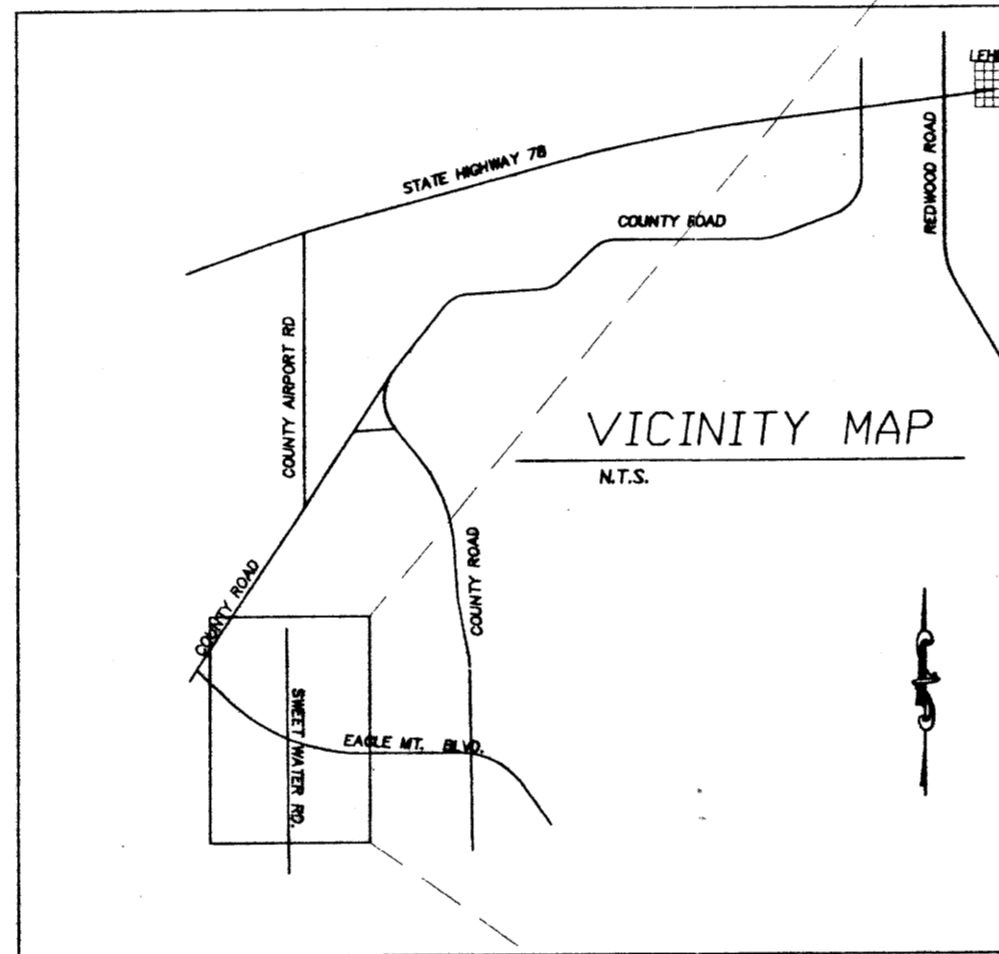 LEHI
STATE HIGHWAY 78
REDWOOD ROAD
COUNTY ROAD
COUNTY AIRPORT RD
VICINITY MAP
N.T.S.
COUNTY ROAD
COUNTY ROAD
SWEET WATER RD.
EAGLE MT. BLVD.